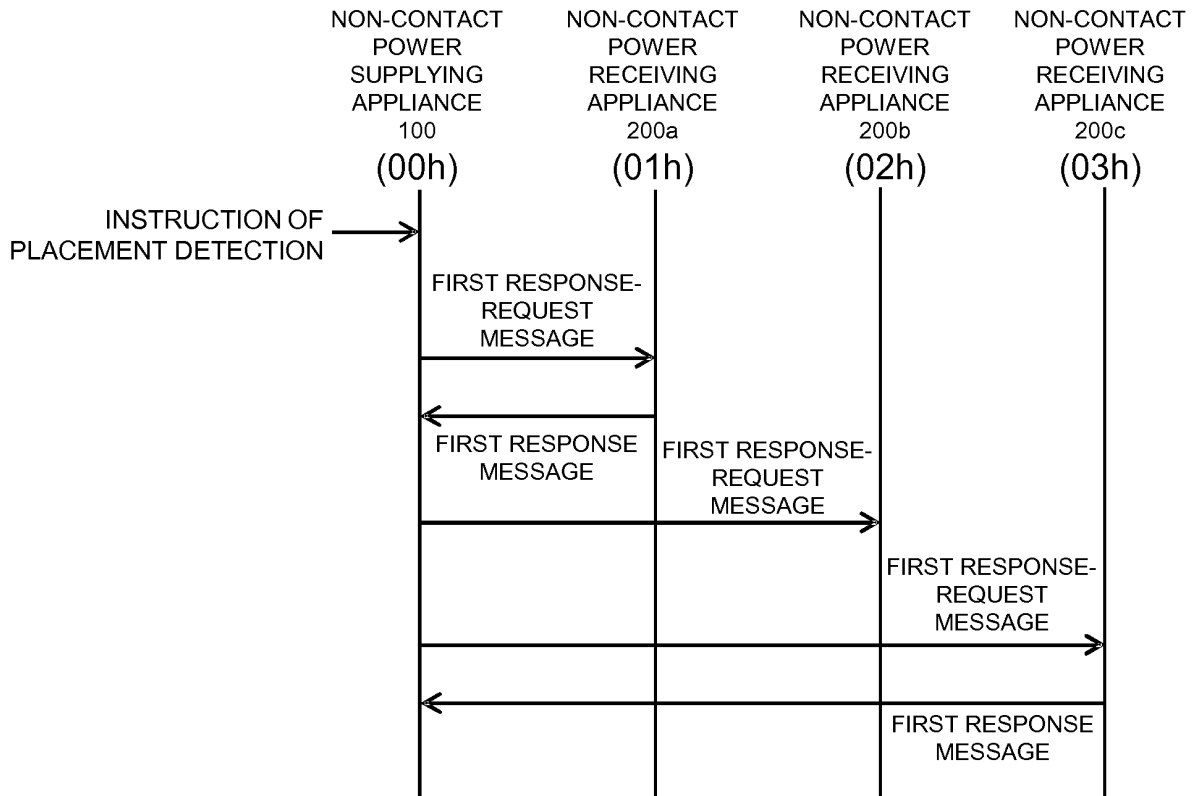 NON-CONTACT
POWER
SUPPLYING
APPLIANCE
100
(00h)
NON-CONTACT
POWER
RECEIVING
APPLIANCE
200a
(01h)
NON-CONTACT
POWER
RECEIVING
APPLIANCE
200b
(02h)
NON-CONTACT
POWER
RECEIVING
APPLIANCE
200c
(03h)
INSTRUCTION OF
PLACEMENT DETECTION
FIRST RESPONSE-
REQUEST
MESSAGE
FIRST RESPONSE
MESSAGE
FIRST RESPONSE-
REQUEST
MESSAGE
FIRST RESPONSE-
REQUEST
MESSAGE
FIRST RESPONSE
MESSAGE